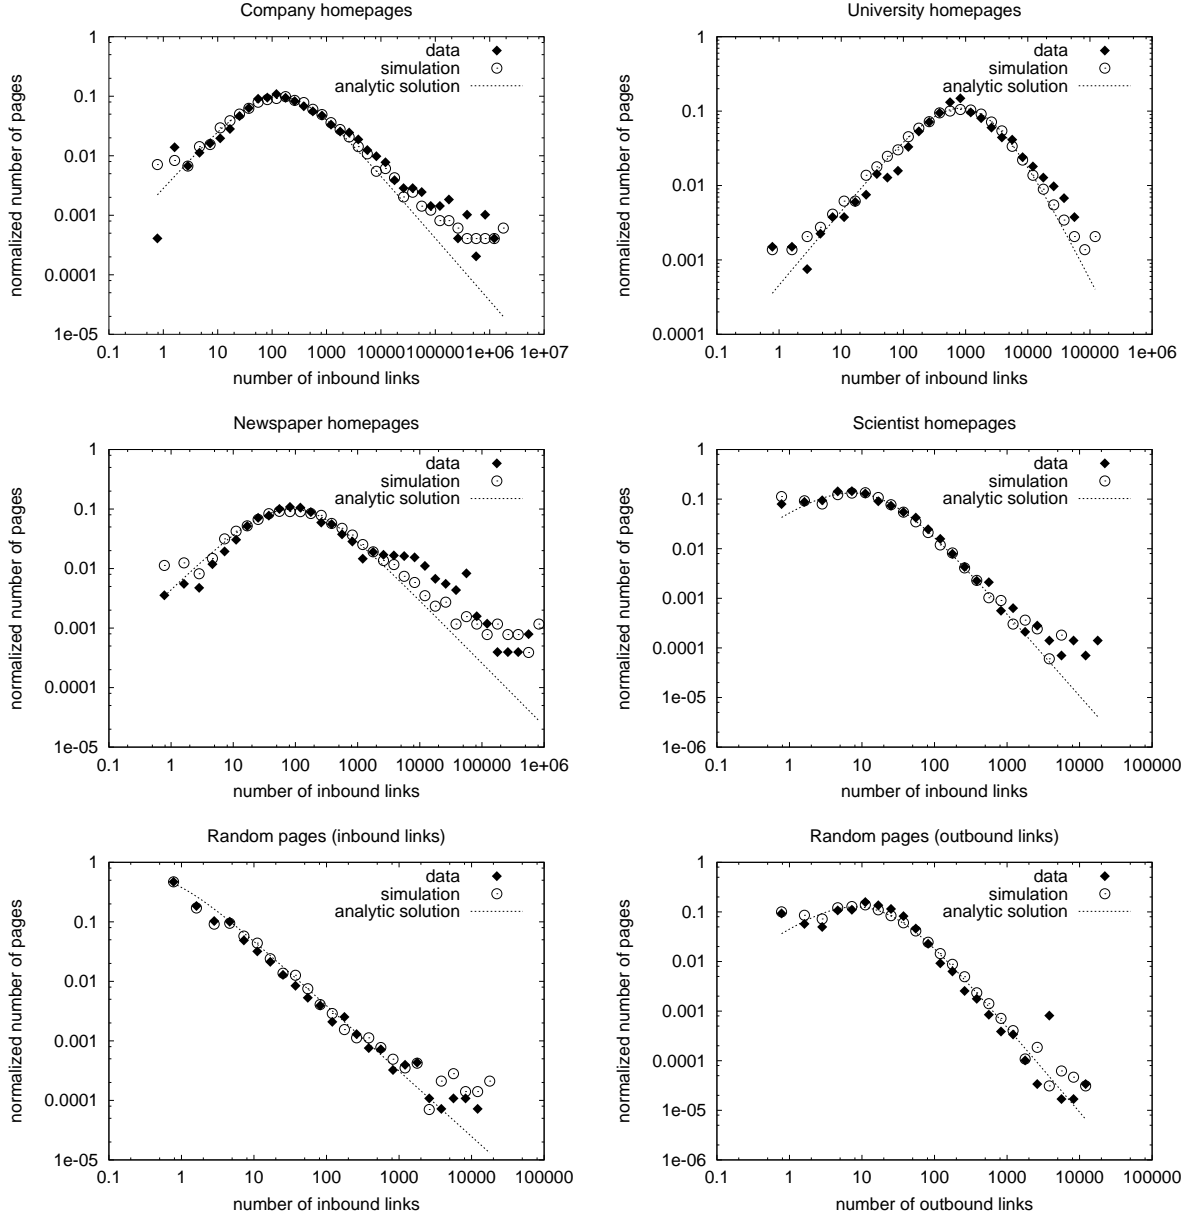 Company homepages
normalized number of pages
1
0.1
0.01
0.001
0.0001
1e-05
data
simulation
analytic solution
0.1 1 10 100 1000 10000 100000 1e+06 1e+07
number of inbound links
University homepages
normalized number of pages
1
0.1
0.01
0.001
0.0001
data
simulation
analytic solution
0.1 1 10 100 1000 10000 100000 1e+06
number of inbound links
Newspaper homepages
normalized number of pages
1
0.1
0.01
0.001
0.0001
1e-05
data
simulation
analytic solution
0.1 1 10 100 1000 10000 100000 1e+06
number of inbound links
Scientist homepages
normalized number of pages
1
0.1
0.01
0.001
0.0001
1e-05
1e-06
data
simulation
analytic solution
0.1 1 10 100 1000 10000 100000
number of inbound links
Random pages (inbound links)
normalized number of pages
1
0.1
0.01
0.001
0.0001
1e-05
data
simulation
analytic solution
0.1 1 10 100 1000 10000 100000
number of inbound links
Random pages (outbound links)
normalized number of pages
1
0.1
0.01
0.001
0.0001
1e-05
1e-06
data
simulation
analytic solution
0.1 1 10 100 1000 10000 100000
number of outbound links